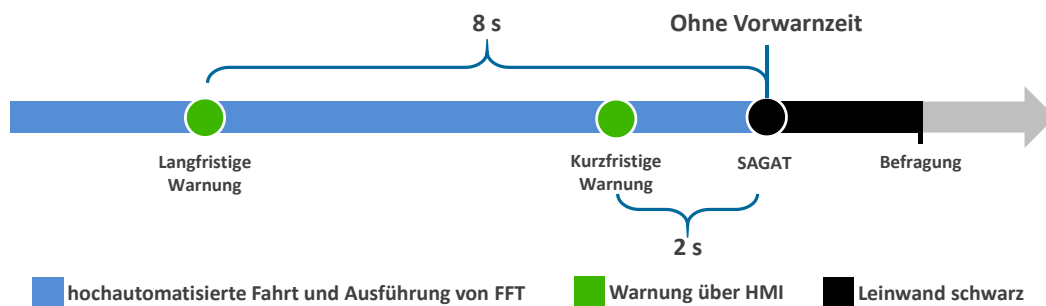 8 s
Ohne Vorwarnzeit
Langfristige
Warnung
Kurzfristige
Warnung
SAGAT
Befragung
2 s
hochautomatisierte Fahrt und Ausführung von FFT
Warnung über HMI
Leinwand schwarz